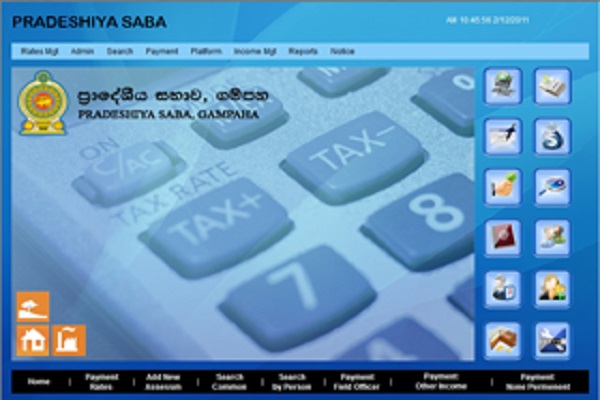 PRADESHIYA SABA
AM 10:45:56 2/12/2011
Rates Mgt Admin Search Payment Platform Income Mgt Reports Notice
ප්‍රාදේශීය සභාව, ගම්පහ
PRADESHIYA SABA, GAMPAHA
ON
C/AC
TAX RATE
TAX-
TAX+
8
7
4
Home | Payment Rates | Add New Assessm | Search Common | Search by Person | Payment Field Officer | Payment Other Income | Payment None Permenent